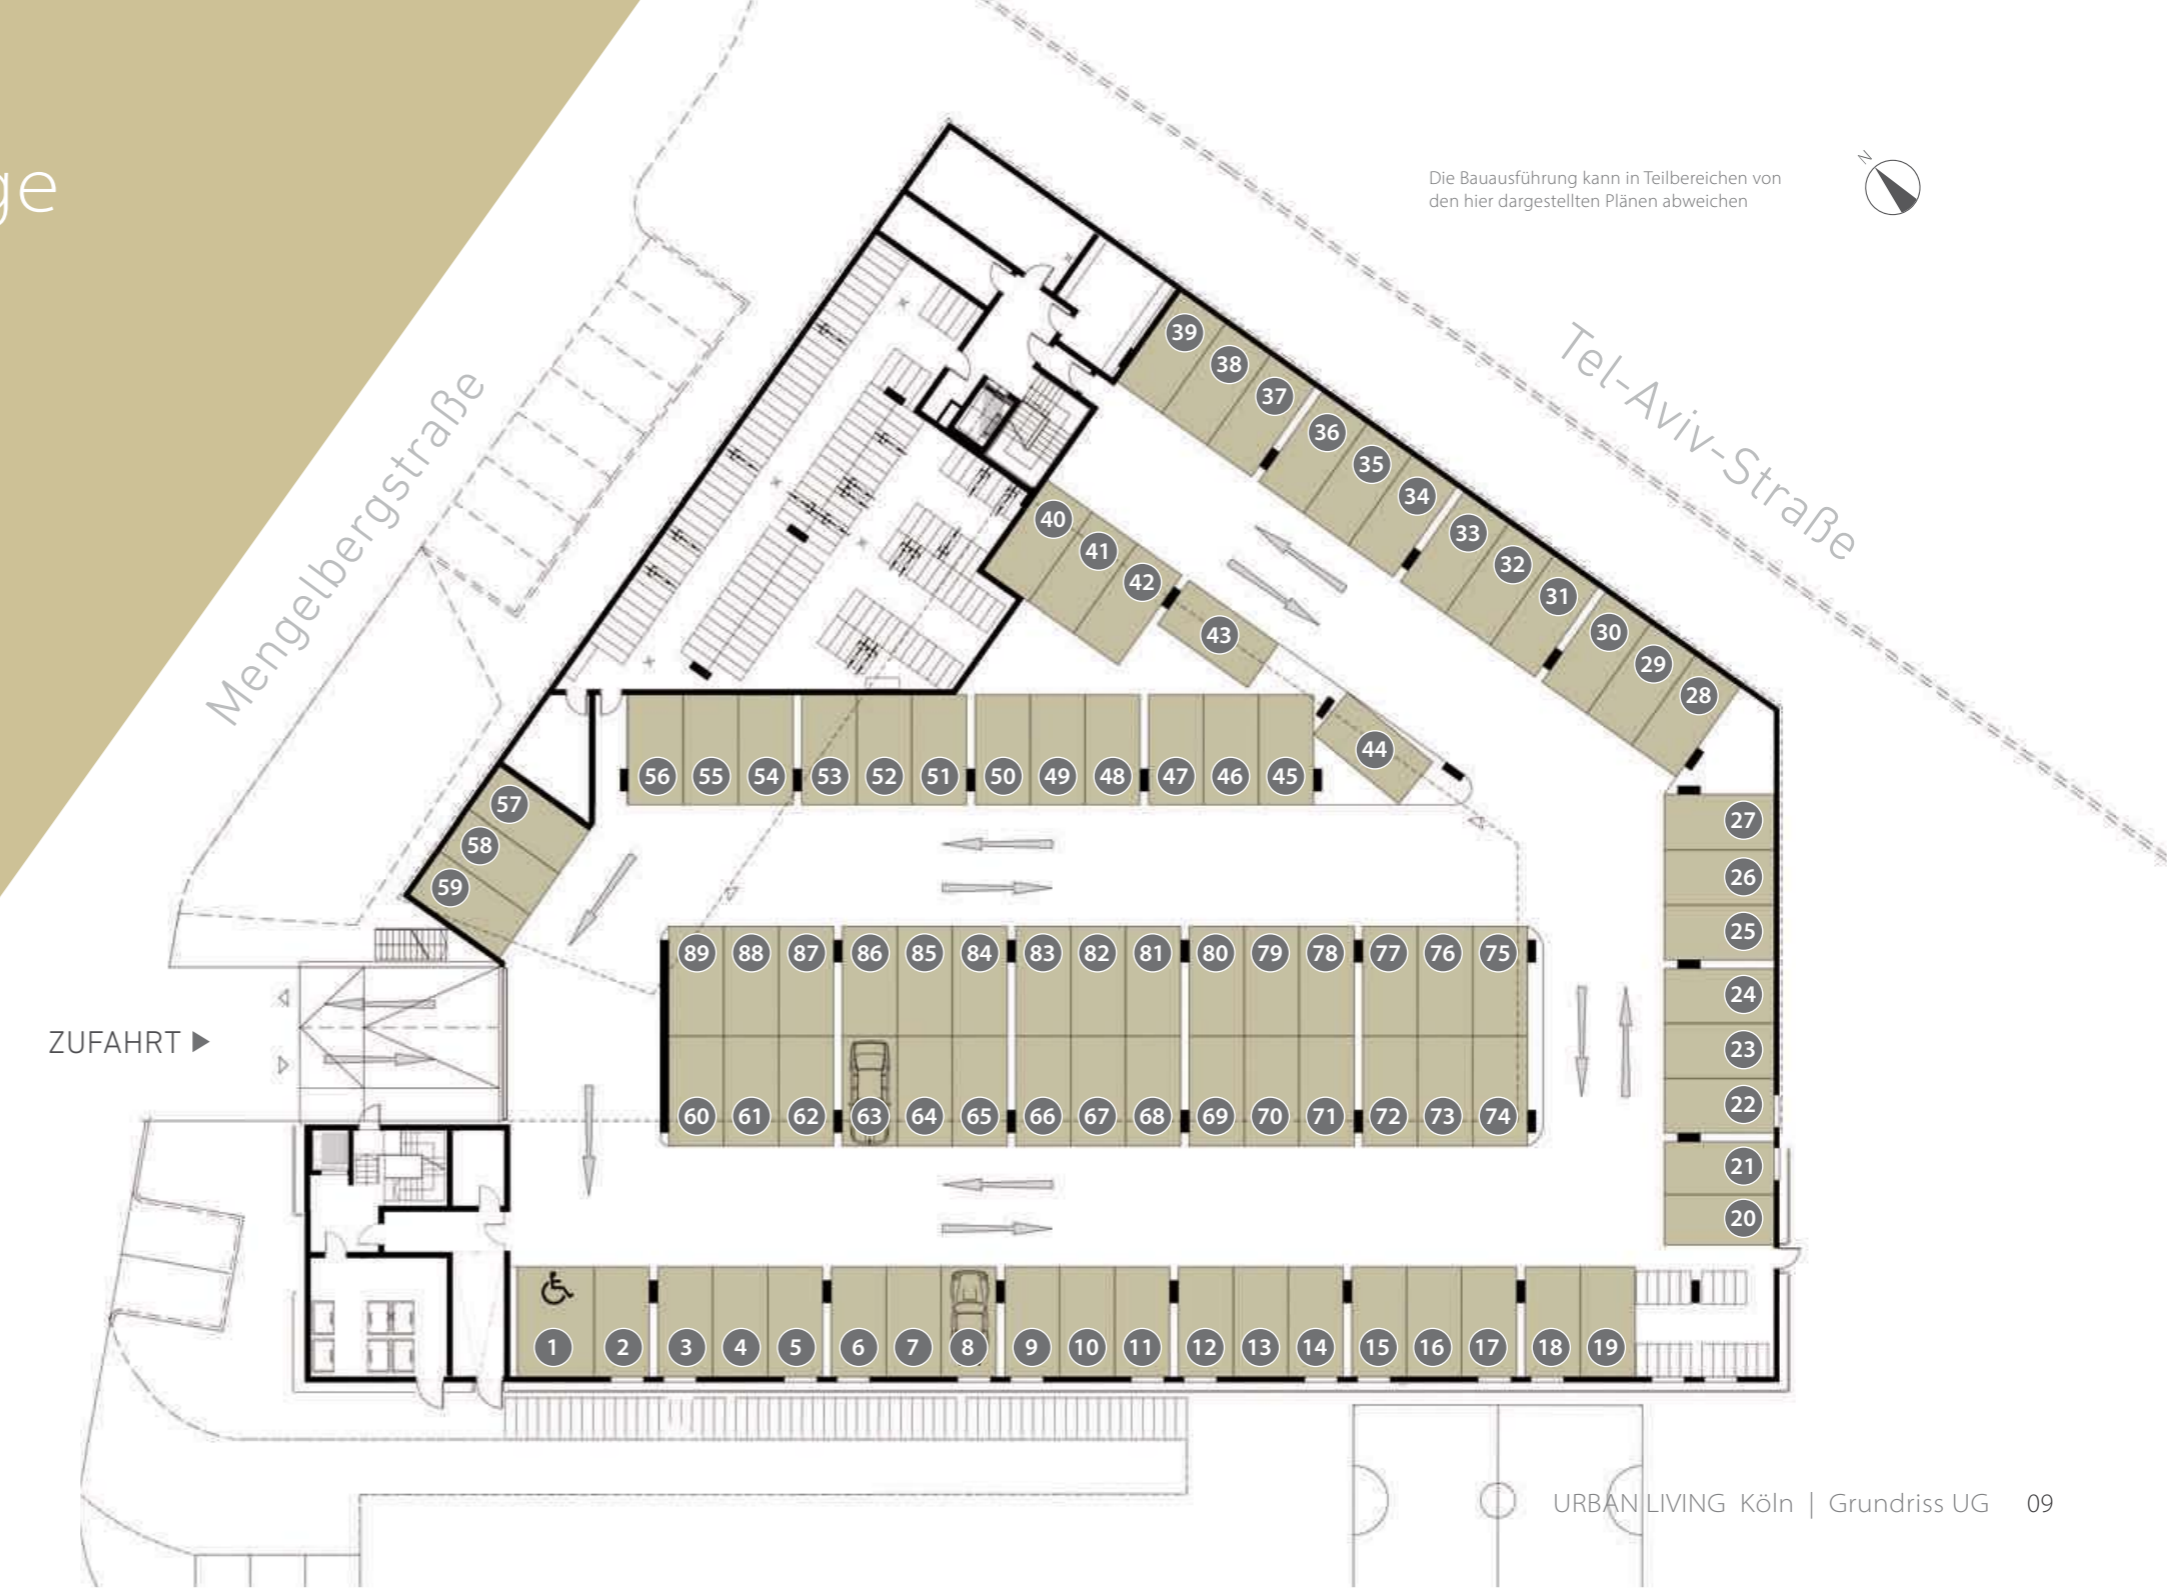 ge
Die Bauausführung kann in Teilbereichen von
den hier dargestellten Plänen abweichen
N
Mengelbergstraße
Tel-Aviv-Straße
39
38
37
36
35
34
33
32
31
30
29
28
40
41
42
43
44
56 55 54 53 52 51 50 49 48 47 46 45
57
58
59
27
26
25
24
23
22
21
20
89 88 87 86 85 84 83 82 81 80 79 78 77 76 75
ZUFAHRT ▶
60 61 62 63 64 65 66 67 68 69 70 71 72 73 74
1 2 3 4 5 6 7 8 9 10 11 12 13 14 15 16 17 18 19
URBAN LIVING Köln | Grundriss UG 09